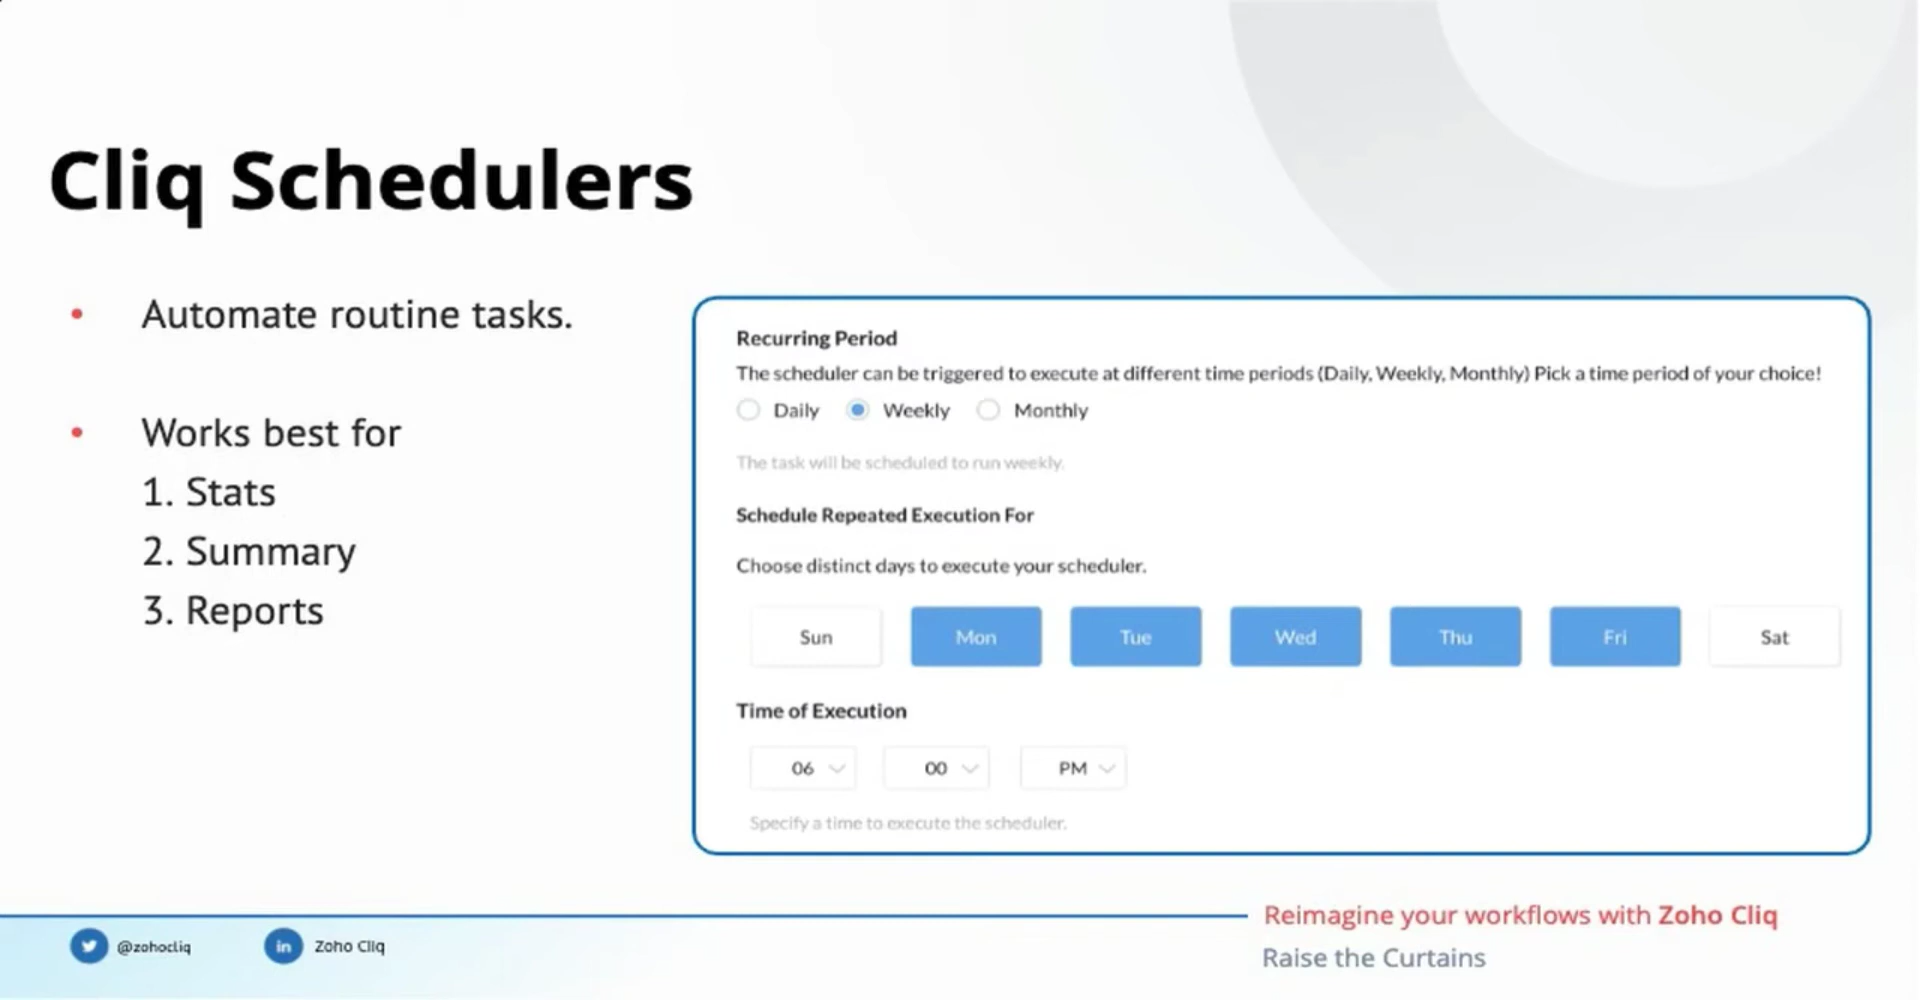 Cliq Schedulers
• Automate routine tasks.
• Works best for
1. Stats
2. Summary
3. Reports
Recurring Period
The scheduler can be triggered to execute at different time periods (Daily, Weekly, Monthly) Pick a time period of your choice!
Daily Weekly Monthly
The task will be scheduled to run weekly.
Schedule Repeated Execution For
Choose distinct days to execute your scheduler.
Sun Mon Tue Wed Thu Fri Sat
Time of Execution
06 00 PM
Specify a time to execute the scheduler.
@zohocliq Zoho Cliq
Reimagine your workflows with Zoho Cliq
Raise the Curtains